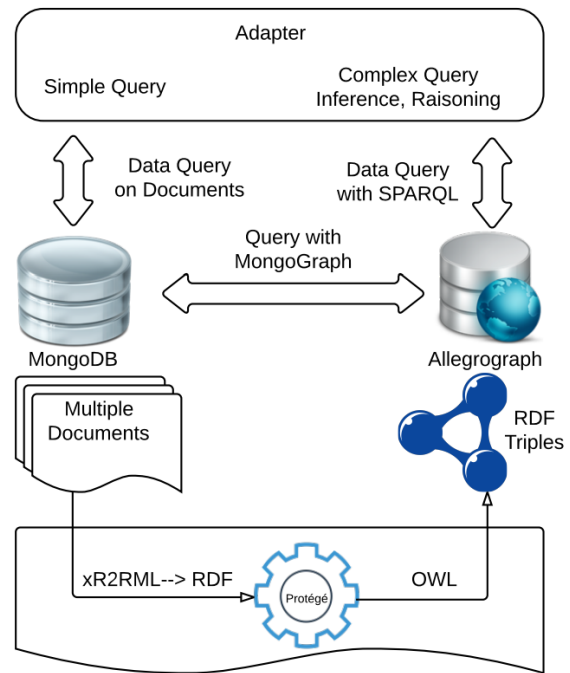 Adapter
Simple Query
Complex Query
Inference, Raisoning
Data Query
on Documents
Data Query
with SPARQL
Query with
MongoGraph
MongoDB
Allegrograph
Multiple
Documents
RDF
Triples
xR2RML--> RDF
Protégé
OWL